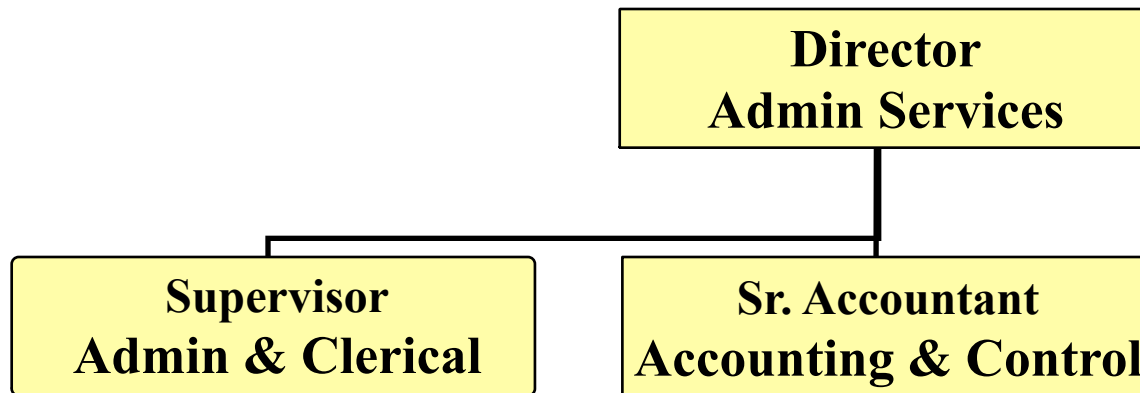 Director
Admin Services
Supervisor
Admin & Clerical
Sr. Accountant
Accounting & Control